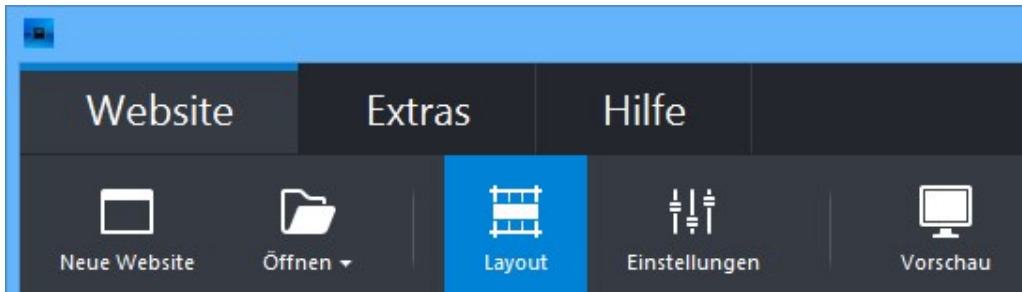 Website Extras Hilfe
Neue Website Öffnen Layout Einstellungen Vorschau